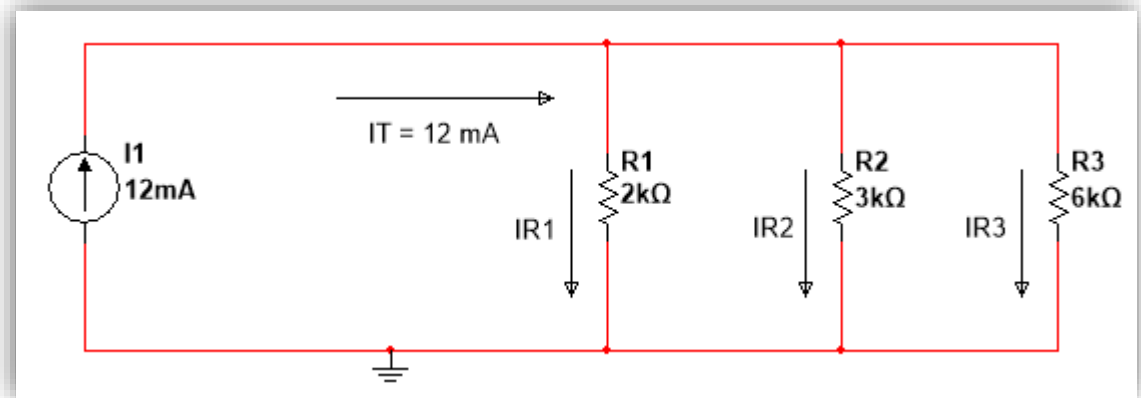 I1
12mA
IT = 12 mA
R1
2kΩ
IR1
R2
3kΩ
IR2
R3
6kΩ
IR3